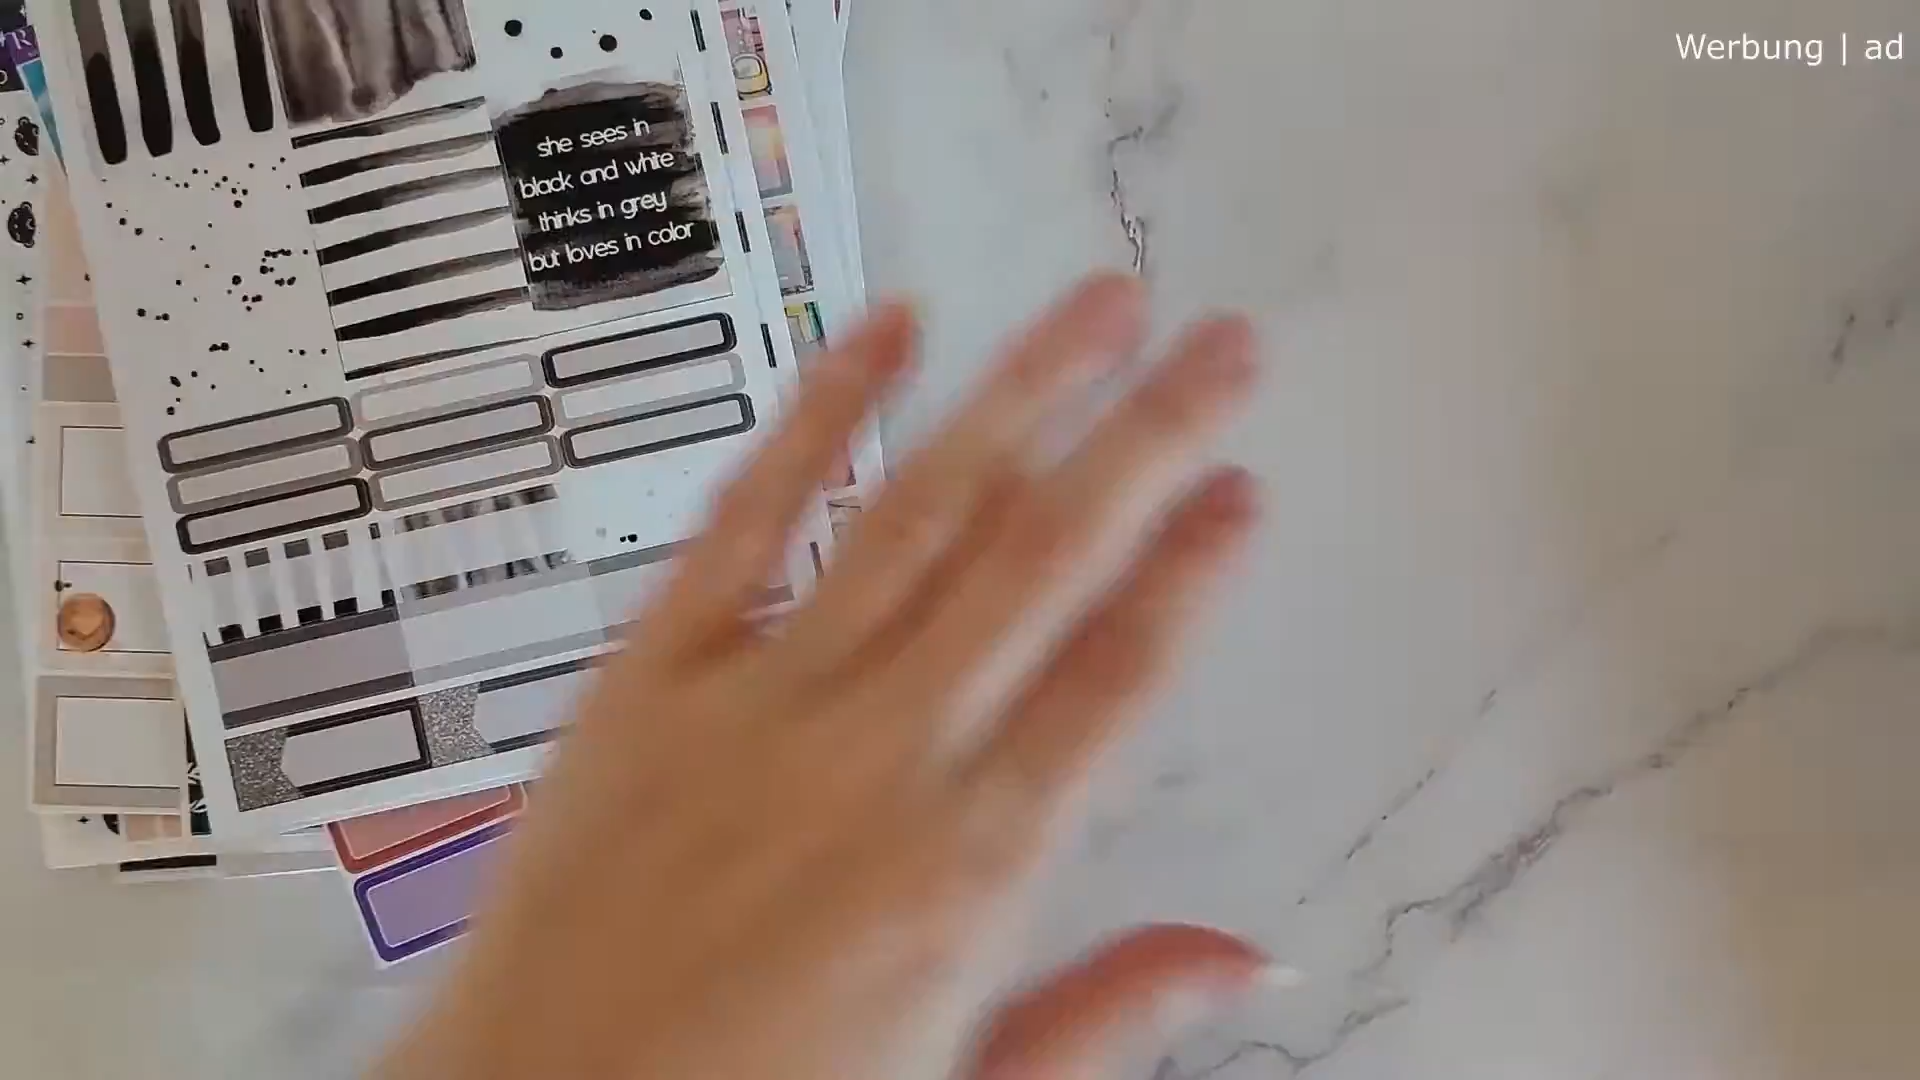 Werbung | ad
she sees in
black and white
thinks in grey
but loves in color